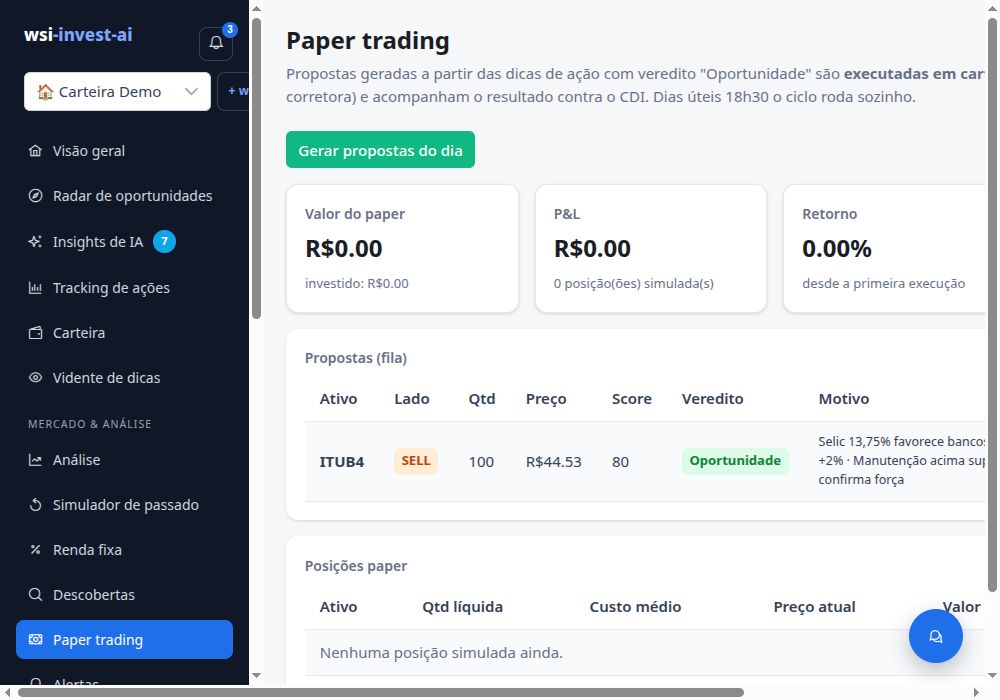 wsi-invest-ai
3
🏠 Carteira Demo
+ w
Visão geral
Radar de oportunidades
Insights de IA 7
Tracking de ações
Carteira
Vidente de dicas
MERCADO & ANÁLISE
Análise
Simulador de passado
Renda fixa
Descobertas
Paper trading
Alertas
Paper trading
Propostas geradas a partir das dicas de ação com veredito "Oportunidade" são executadas em car
corretora) e acompanham o resultado contra o CDI. Dias úteis 18h30 o ciclo roda sozinho.
Gerar propostas do dia
Valor do paper
R$0.00
investido: R$0.00
P&L
R$0.00
0 posição(ões) simulada(s)
Retorno
0.00%
desde a primeira execução
Propostas (fila)
Ativo Lado Qtd Preço Score Veredito Motivo
ITUB4 SELL 100 R$44.53 80 Oportunidade
Selic 13,75% favorece bancos
+2% · Manutenção acima sup
confirma força
Posições paper
Ativo Qtd líquida Custo médio Preço atual Valor
Nenhuma posição simulada ainda.